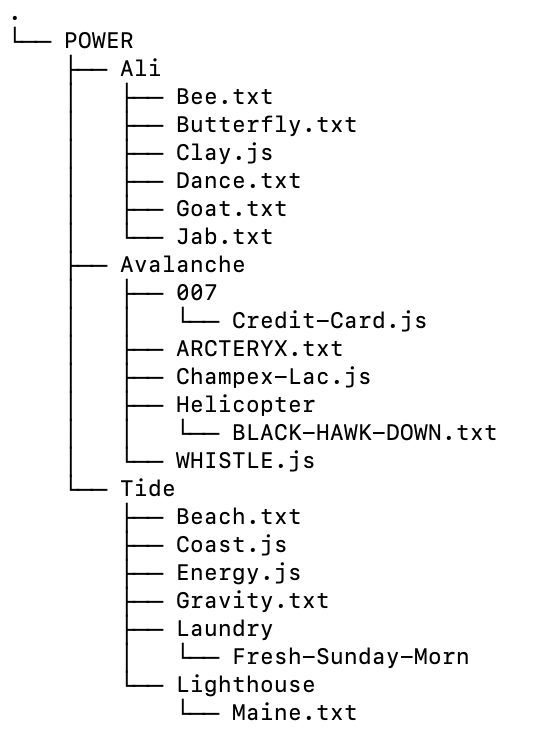 .
└── POWER
    ├── Ali
    │   ├── Bee.txt
    │   ├── Butterfly.txt
    │   ├── Clay.js
    │   ├── Dance.txt
    │   ├── Goat.txt
    │   └── Jab.txt
    ├── Avalanche
    │   ├── 007
    │   │   └── Credit-Card.js
    │   ├── ARCTERYX.txt
    │   ├── Champex-Lac.js
    │   ├── Helicopter
    │   │   └── BLACK-HAWK-DOWN.txt
    │   └── WHISTLE.js
    └── Tide
        ├── Beach.txt
        ├── Coast.js
        ├── Energy.js
        ├── Gravity.txt
        ├── Laundry
        │   └── Fresh-Sunday-Morn
        └── Lighthouse
            └── Maine.txt